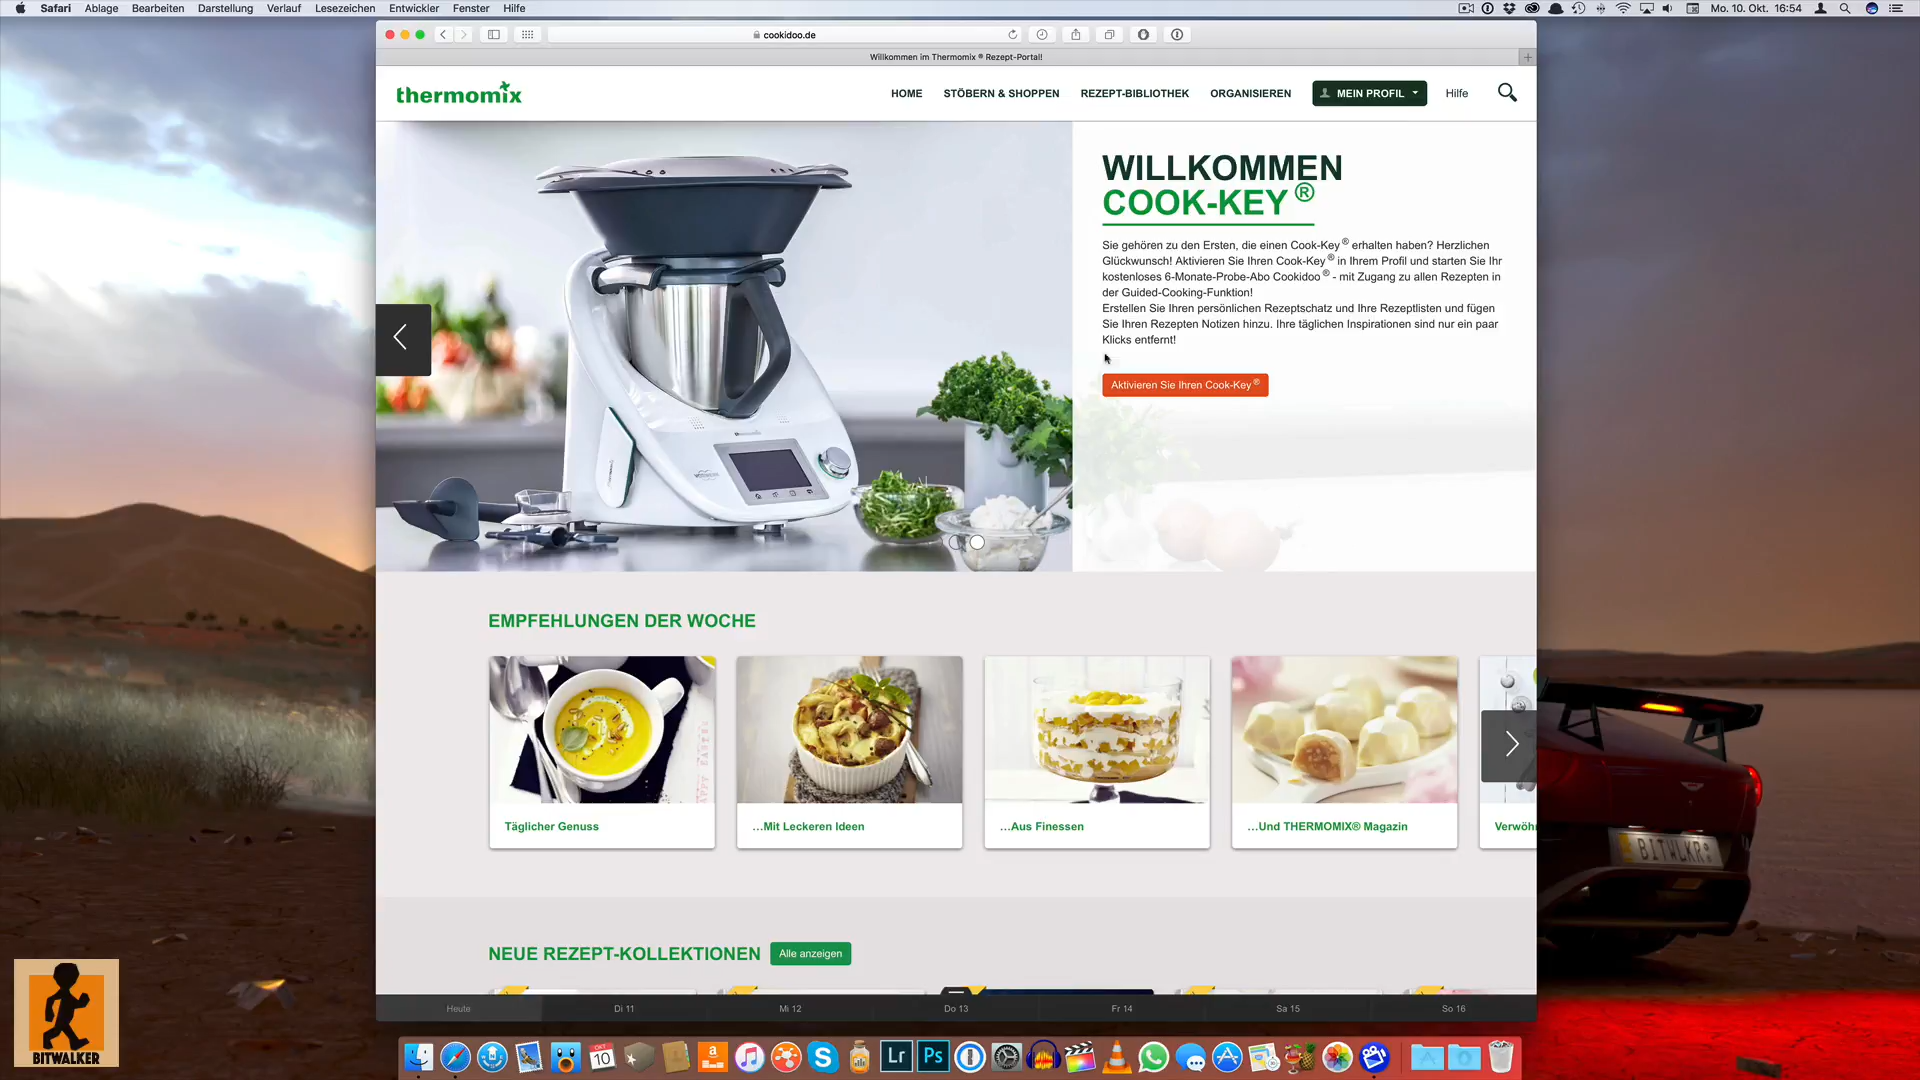 Safari Ablage Bearbeiten Darstellung Verlauf Lesezeichen Entwickler Fenster Hilfe
Mo. 10. Okt. 16:54
cookidoo.de
Willkommen im Thermomix ® Rezept-Portal!
thermomix
HOME STÖBERN & SHOPPEN REZEPT-BIBLIOTHEK ORGANISIEREN MEIN PROFIL Hilfe
WILLKOMMEN
COOK-KEY ®
Sie gehören zu den Ersten, die einen Cook-Key ® erhalten haben? Herzlichen
Glückwunsch! Aktivieren Sie Ihren Cook-Key ® in Ihrem Profil und starten Sie Ihr
kostenloses 6-Monate-Probe-Abo Cookidoo ® - mit Zugang zu allen Rezepten in
der Guided-Cooking-Funktion!
Erstellen Sie Ihren persönlichen Rezeptschatz und Ihre Rezeptlisten und fügen
Sie Ihren Rezepten Notizen hinzu. Ihre täglichen Inspirationen sind nur ein paar
Klicks entfernt!
Aktivieren Sie Ihren Cook-Key ®
EMPFEHLUNGEN DER WOCHE
Täglicher Genuss
...Mit Leckeren Ideen
...Aus Finessen
...Und THERMOMIX® Magazin
Verwöhn
BITWLKR
NEUE REZEPT-KOLLEKTIONEN Alle anzeigen
Heute Di 11 Mi 12 Do 13 Fr 14 Sa 15 So 16
BITWALKER
OKT
10
a
S
Lr
Ps